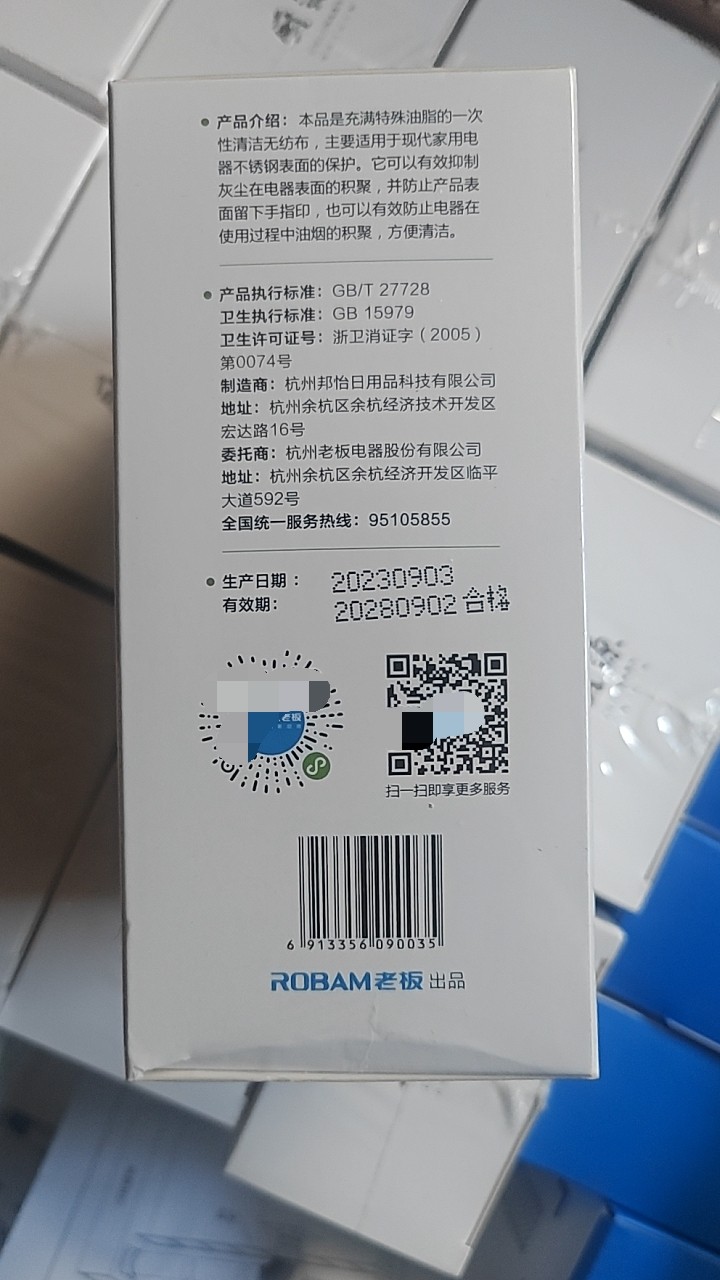 产品介绍：本品是充满特殊油脂的一次
性清洁无纺布，主要适用于现代家用电
器不锈钢表面的保护。它可以有效抑制
灰尘在电器表面的积聚，并防止产品表
面留下手指印，也可以有效防止电器在
使用过程中油烟的积聚，方便清洁。
产品执行标准：GB/T 27728
卫生执行标准：GB 15979
卫生许可证号：浙卫消证字（2005）
第0074号
制造商：杭州邦怡日用品科技有限公司
地址：杭州余杭区余杭经济技术开发区
宏达路16号
委托商：杭州老板电器股份有限公司
地址：杭州余杭区余杭经济开发区临平
大道592号
全国统一服务热线：95105855
生产日期：20230903
有效期：20280902 合格
老板
扫一扫即享更多服务
6 913356 090035
ROBAM老板 出品